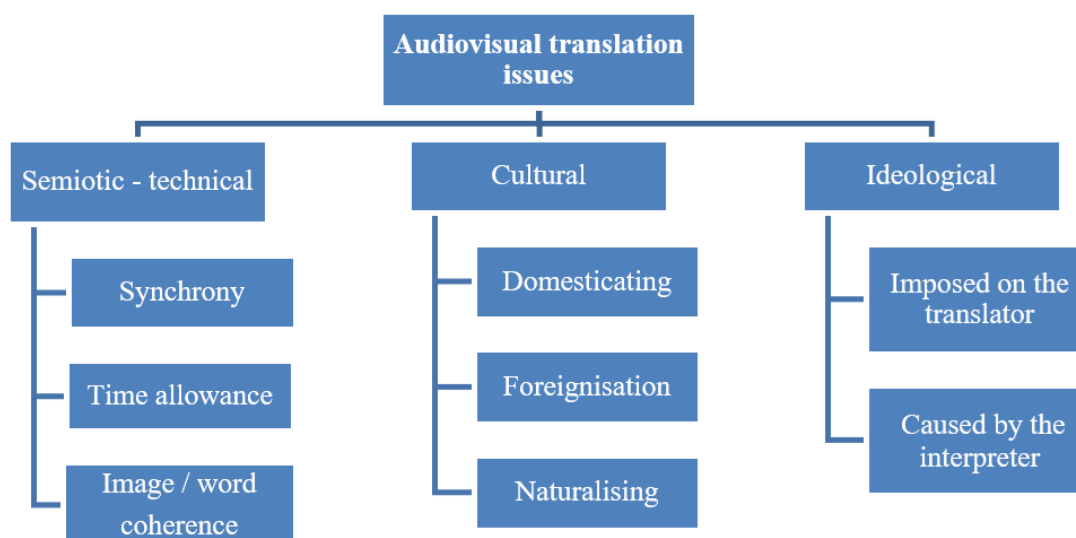 Audiovisual translation
issues
Semiotic - technical
Synchrony
Time allowance
Image / word
coherence
Cultural
Domesticating
Foreignisation
Naturalising
Ideological
Imposed on the
translator
Caused by the
interpreter